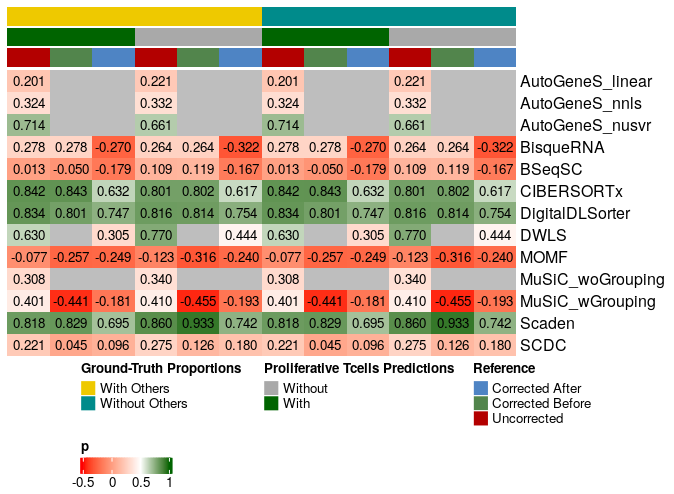 0.201 0.221 0.201 0.221 AutoGeneS_linear
0.324 0.332 0.324 0.332 AutoGeneS_nnls
0.714 0.661 0.714 0.661 AutoGeneS_nusvr
0.278 0.278 -0.270 0.264 0.264 -0.322 0.278 0.278 -0.270 0.264 0.264 -0.322 BisqueRNA
0.013 -0.050 -0.179 0.109 0.119 -0.167 0.013 -0.050 -0.179 0.109 0.119 -0.167 BSeqSC
0.842 0.843 0.632 0.801 0.802 0.617 0.842 0.843 0.632 0.801 0.802 0.617 CIBERSORTx
0.834 0.801 0.747 0.816 0.814 0.754 0.834 0.801 0.747 0.816 0.814 0.754 DigitalDLSorter
0.630 0.305 0.770 0.444 0.630 0.305 0.770 0.444 DWLS
-0.077 -0.257 -0.249 -0.123 -0.316 -0.240 -0.077 -0.257 -0.249 -0.123 -0.316 -0.240 MOMF
0.308 0.340 0.308 0.340 MuSiC_woGrouping
0.401 -0.441 -0.181 0.410 -0.455 -0.193 0.401 -0.441 -0.181 0.410 -0.455 -0.193 MuSiC_wGrouping
0.818 0.829 0.695 0.860 0.933 0.742 0.818 0.829 0.695 0.860 0.933 0.742 Scaden
0.221 0.045 0.096 0.275 0.126 0.180 0.221 0.045 0.096 0.275 0.126 0.180 SCDC
Ground-Truth Proportions Proliferative Tcells Predictions Reference
With Others Without Corrected After
Without Others With Corrected Before
Uncorrected
p
-0.5 0 0.5 1